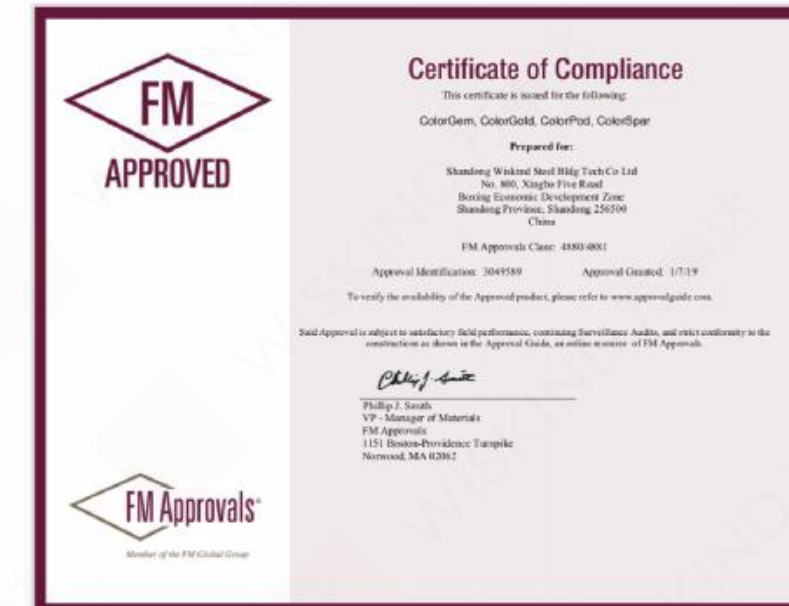 FM
APPROVED
Certificate of Compliance
This certificate is issued for the following:
ColorGem, ColorGold, ColorPod, ColorSpar
Prepared for:
Shandong Wiskind Steel Bldg Tech Co Ltd
No. 800, Xingbo Five Road
Boxing Economic Development Zone
Shandong Province, Shandong 256500
China
FM Approvals Class: 4880/4881
Approval Identification: 3049589 Approval Granted: 1/7/19
To verify the availability of the Approved product, please refer to www.approvalguide.com.
Said Approval is subject to satisfactory field performance, continuing Surveillance Audits, and strict conformity to the
constructions as shown in the Approval Guide, an online resource of FM Approvals.
Phillip J. Smith
Phillip J. Smith
VP - Manager of Materials
FM Approvals
1151 Boston-Providence Turnpike
Norwood, MA 02062
FM Approvals
Member of the FM Global Group
WISKIND